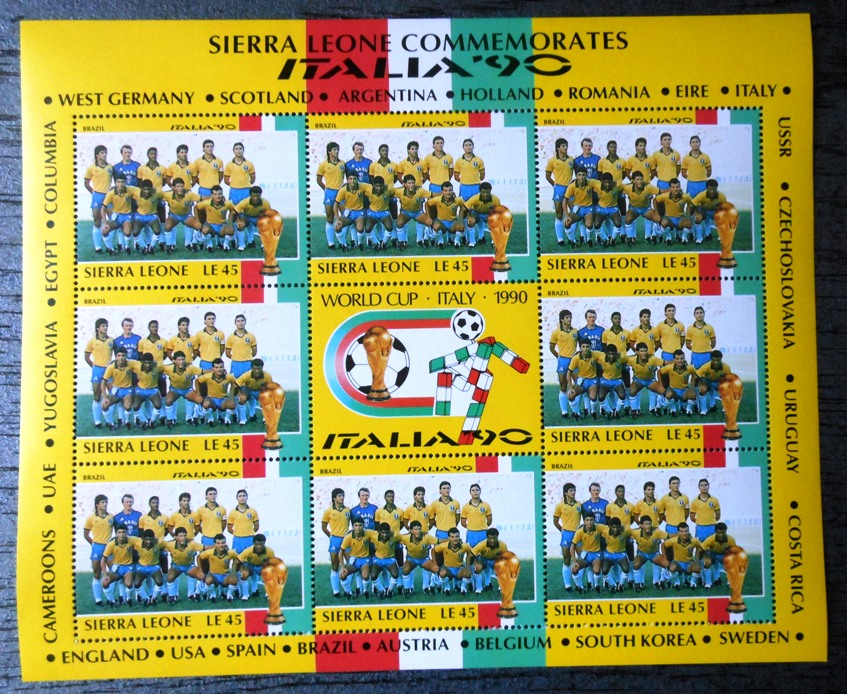 SIERRA LEONE COMMEMORATES
ITALIA'90
• WEST GERMANY • SCOTLAND • ARGENTINA • HOLLAND • ROMANIA • EIRE • ITALY •
USSR • CZECHOSLOVAKIA • URUGUAY • COSTA RICA
CAMEROONS • UAE • YUGOSLAVIA • EGYPT • COLUMBIA
BRAZIL ITALIA'90
SIERRA LEONE LE 45
BRAZIL ITALIA'90
SIERRA LEONE LE 45
BRAZIL ITALIA'90
SIERRA LEONE LE 45
BRAZIL ITALIA'90
SIERRA LEONE LE 45
WORLD CUP · ITALY · 1990
ITALIA'90
BRAZIL ITALIA'90
SIERRA LEONE LE 45
BRAZIL ITALIA'90
SIERRA LEONE LE 45
BRAZIL ITALIA'90
SIERRA LEONE LE 45
BRAZIL ITALIA'90
SIERRA LEONE LE 45
• ENGLAND • USA • SPAIN • BRAZIL • AUSTRIA • BELGIUM • SOUTH KOREA • SWEDEN •